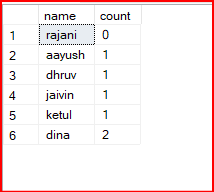 name count
1 rajani 0
2 aayush 1
3 dhruv 1
4 jaivin 1
5 ketul 1
6 dina 2